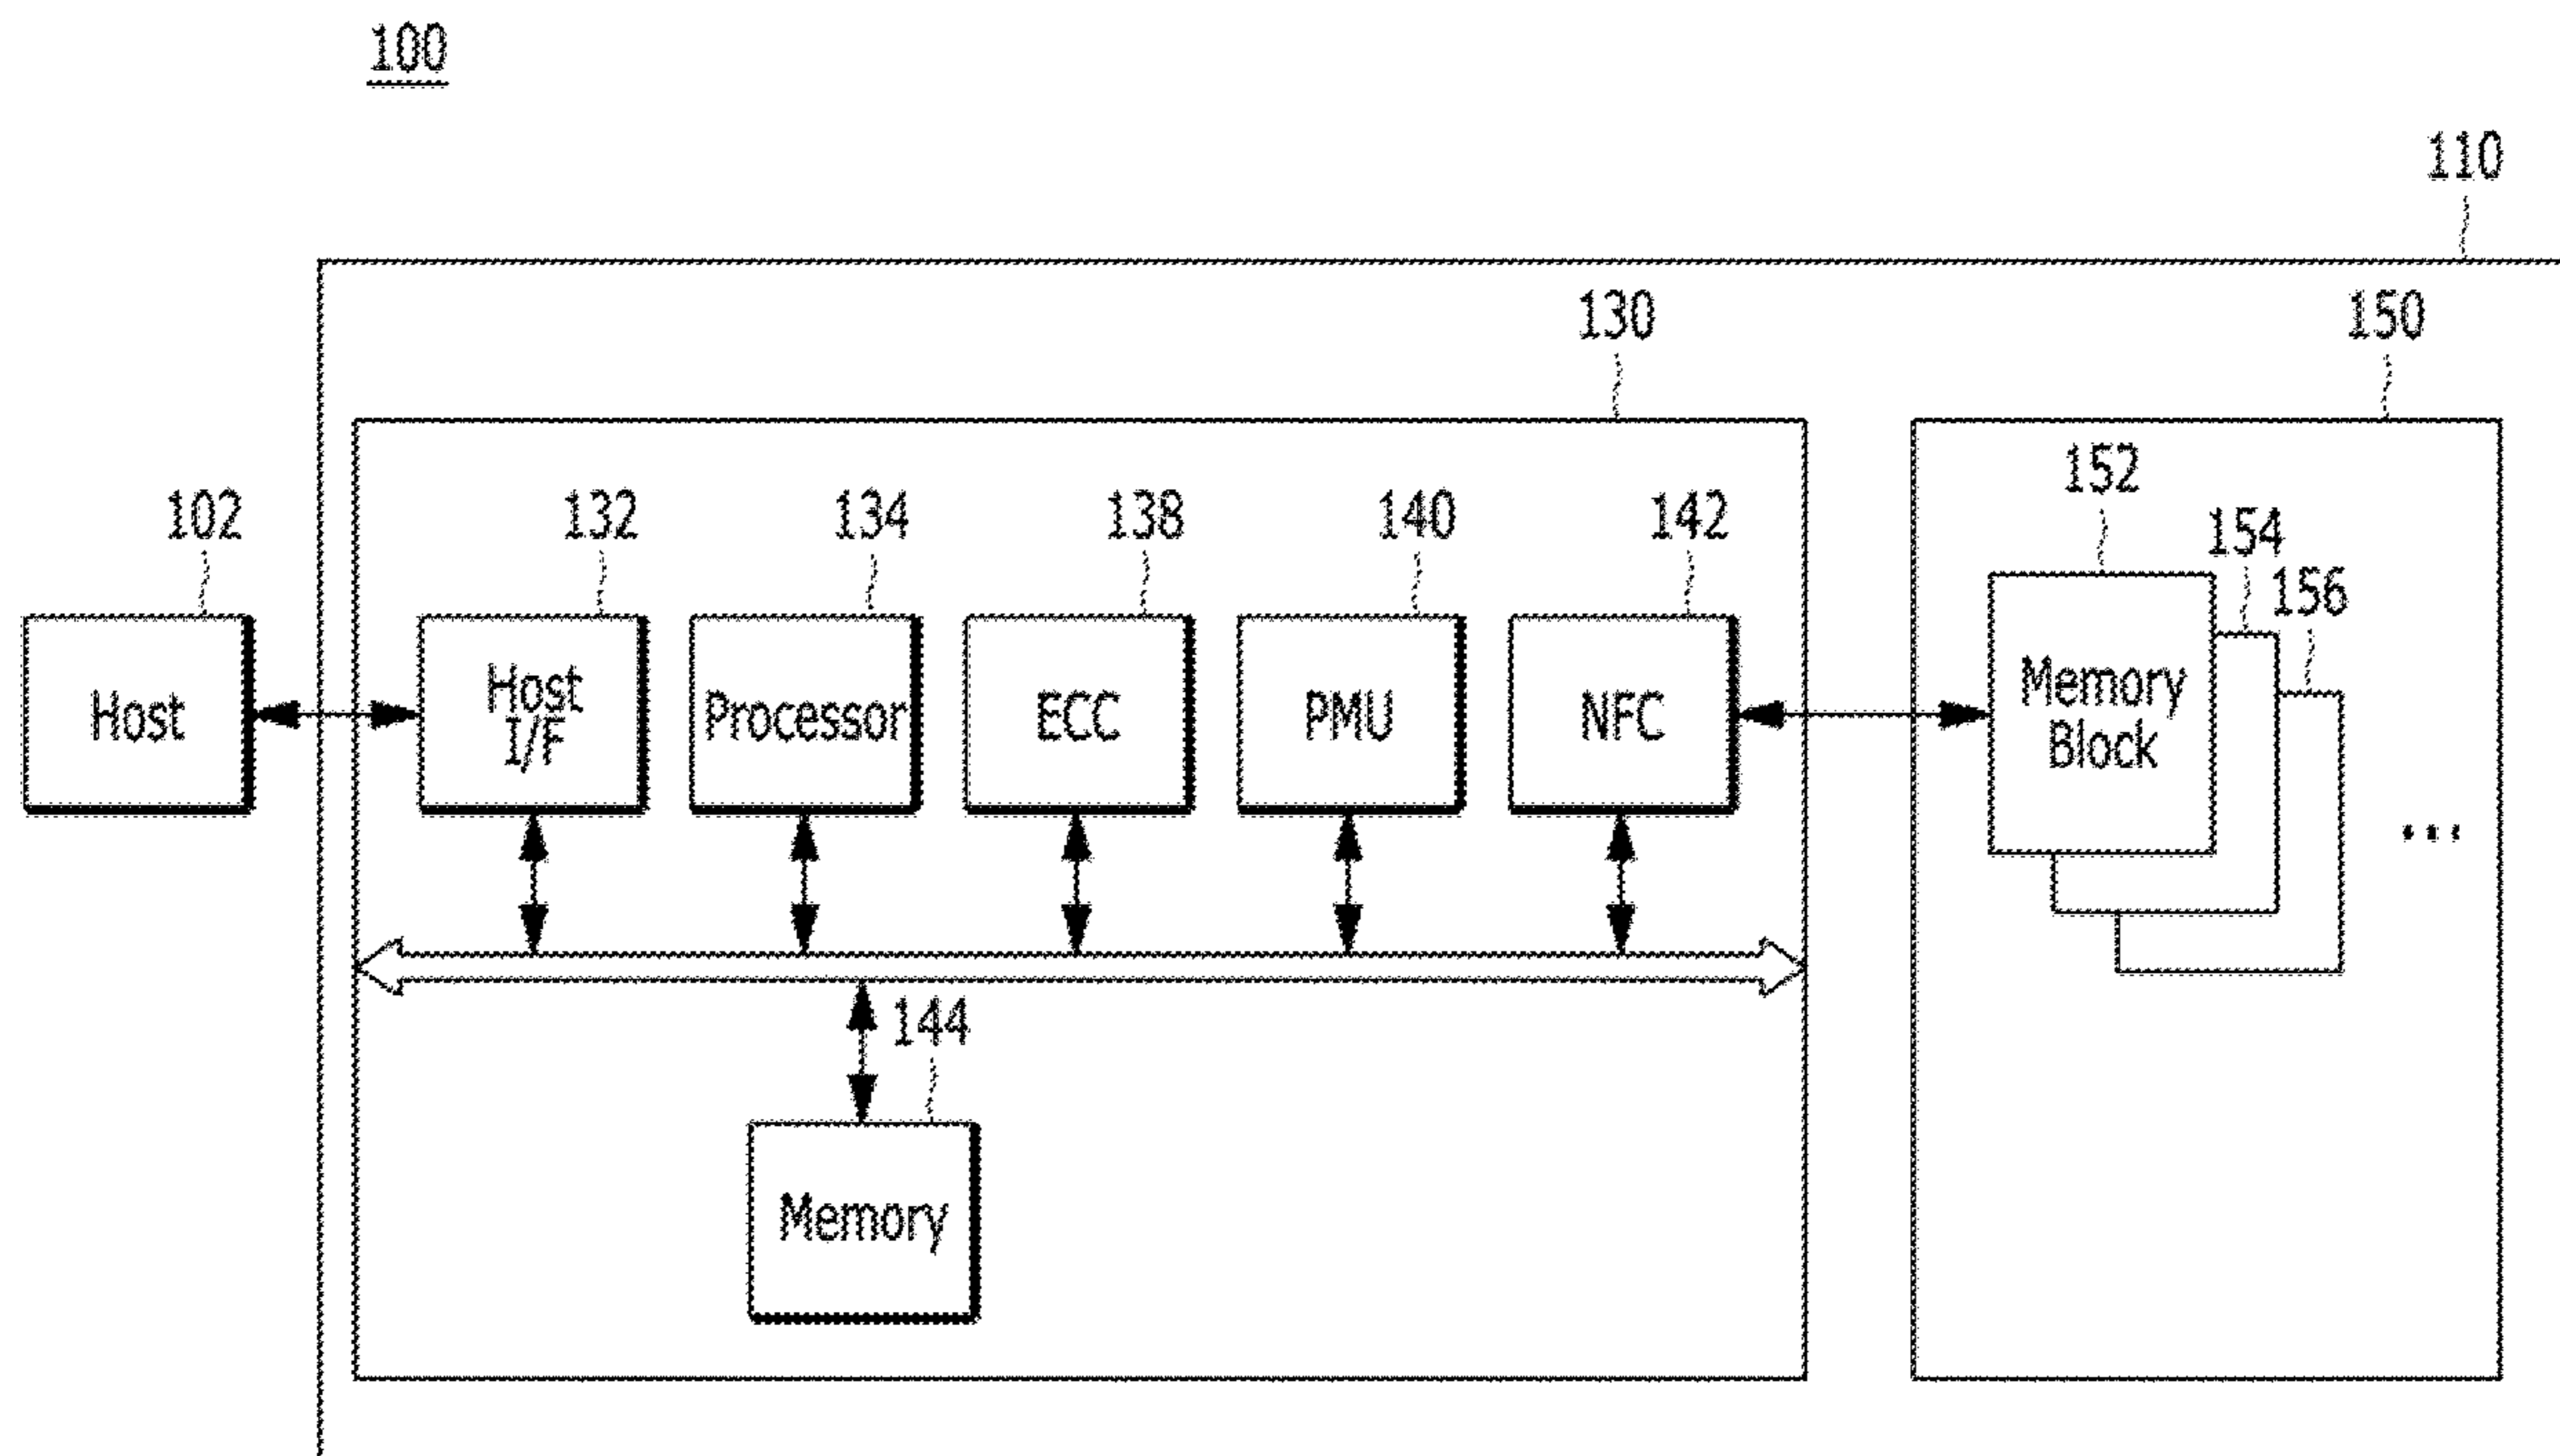 100
110
130
150
102
132
134
138
140
142
152
154
156
Host
Host
I/F
Processor
ECC
PMU
NFC
Memory
Block
...
144
Memory